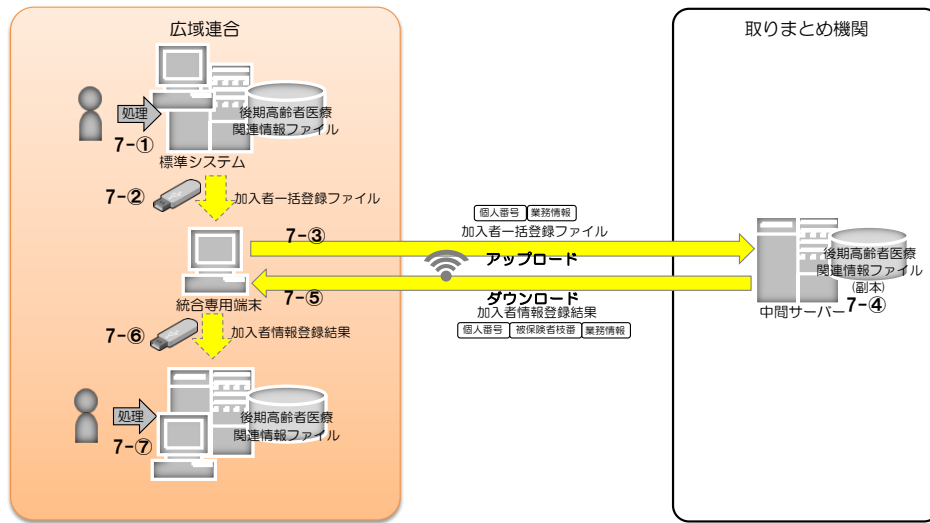 広域連合
取りまとめ機関
処理
後期高齢者医療
関連情報ファイル
7-①
標準システム
7-②
加入者一括登録ファイル
個人番号 業務情報
7-③
加入者一括登録ファイル
アップロード
後期高齢者医療
関連情報ファイル
(副本)
7-④
中間サーバー
統合専用端末
7-⑤
ダウンロード
加入者情報登録結果
個人番号 被保険者枝番 業務情報
7-⑥
加入者情報登録結果
処理
後期高齢者医療
関連情報ファイル
7-⑦